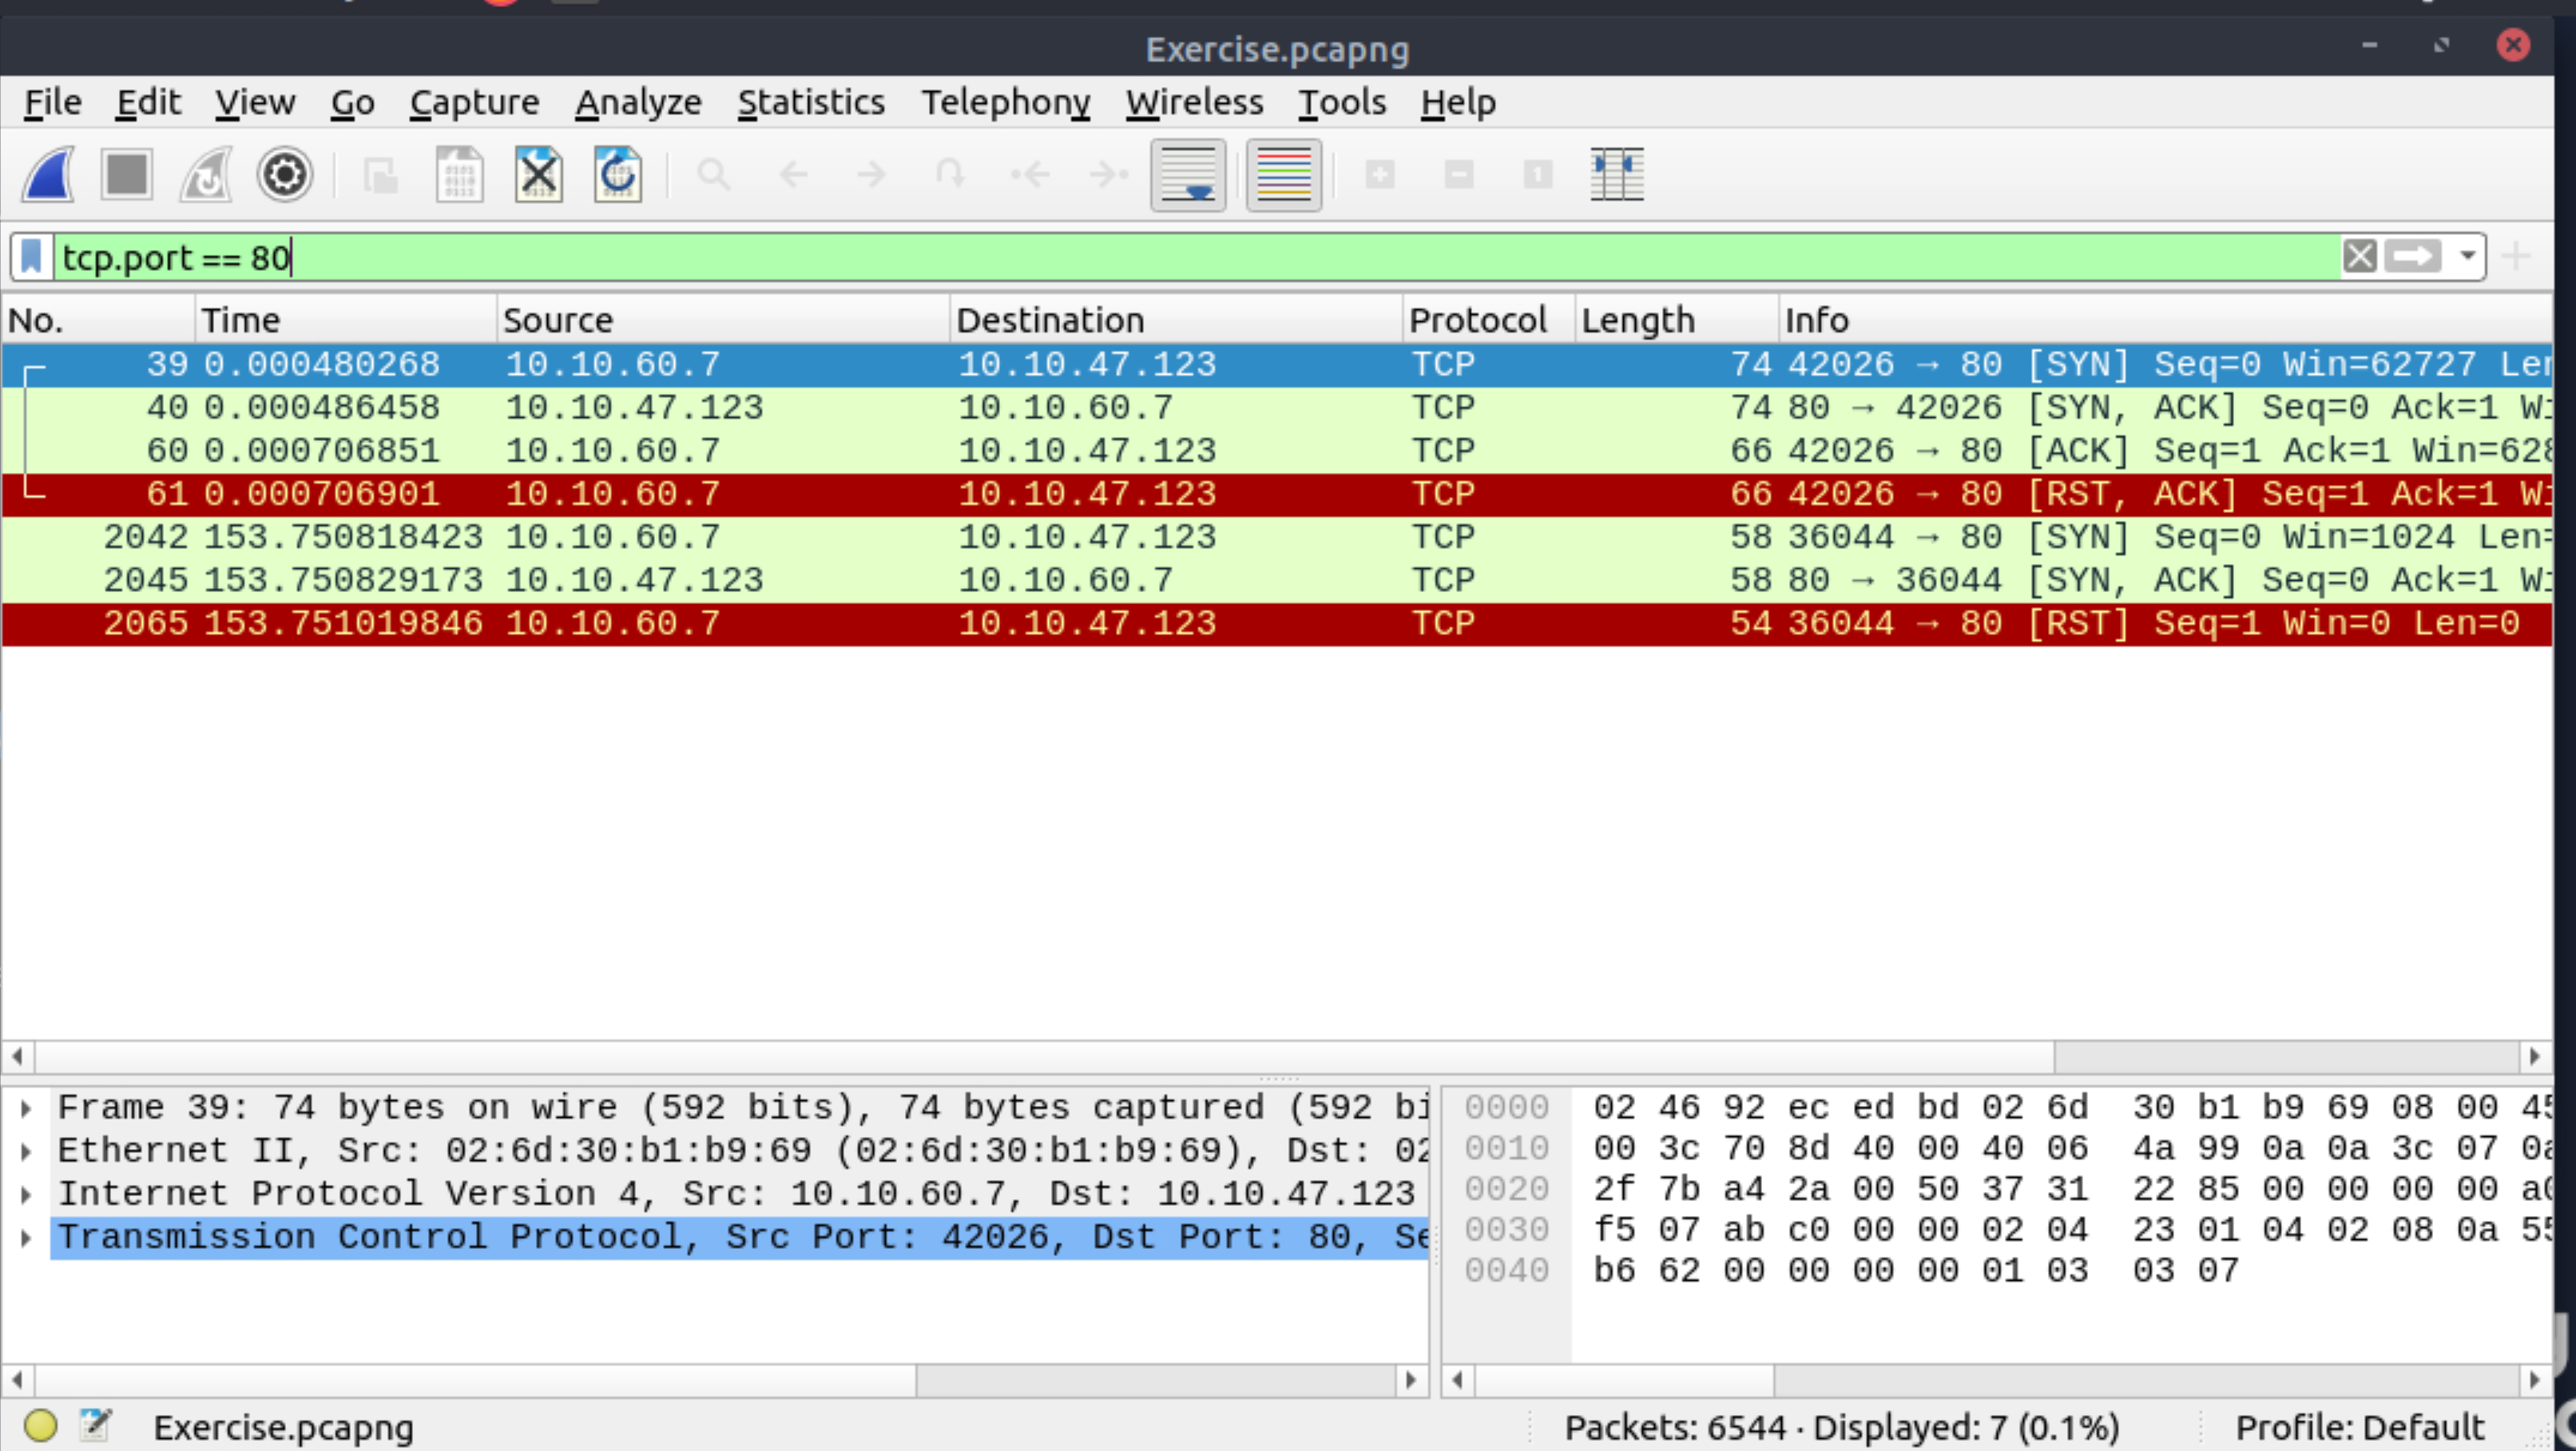 Exercise.pcapng
File Edit View Go Capture Analyze Statistics Telephony Wireless Tools Help
tcp.port == 80
No. Time Source Destination Protocol Length Info
39 0.000480268 10.10.60.7 10.10.47.123 TCP 74 42026 → 80 [SYN] Seq=0 Win=62727 Len
40 0.000486458 10.10.47.123 10.10.60.7 TCP 74 80 → 42026 [SYN, ACK] Seq=0 Ack=1 Wi
60 0.000706851 10.10.60.7 10.10.47.123 TCP 66 42026 → 80 [ACK] Seq=1 Ack=1 Win=628
61 0.000706901 10.10.60.7 10.10.47.123 TCP 66 42026 → 80 [RST, ACK] Seq=1 Ack=1 Wi
2042 153.750818423 10.10.60.7 10.10.47.123 TCP 58 36044 → 80 [SYN] Seq=0 Win=1024 Len=
2045 153.750829173 10.10.47.123 10.10.60.7 TCP 58 80 → 36044 [SYN, ACK] Seq=0 Ack=1 Wi
2065 153.751019846 10.10.60.7 10.10.47.123 TCP 54 36044 → 80 [RST] Seq=1 Win=0 Len=0
Frame 39: 74 bytes on wire (592 bits), 74 bytes captured (592 bi
Ethernet II, Src: 02:6d:30:b1:b9:69 (02:6d:30:b1:b9:69), Dst: 02
Internet Protocol Version 4, Src: 10.10.60.7, Dst: 10.10.47.123
Transmission Control Protocol, Src Port: 42026, Dst Port: 80, Se
0000 02 46 92 ec ed bd 02 6d 30 b1 b9 69 08 00 45
0010 00 3c 70 8d 40 00 40 06 4a 99 0a 0a 3c 07 0a
0020 2f 7b a4 2a 00 50 37 31 22 85 00 00 00 00 a0
0030 f5 07 ab c0 00 00 02 04 23 01 04 02 08 0a 55
0040 b6 62 00 00 00 00 01 03 03 07
Exercise.pcapng Packets: 6544 · Displayed: 7 (0.1%) Profile: Default